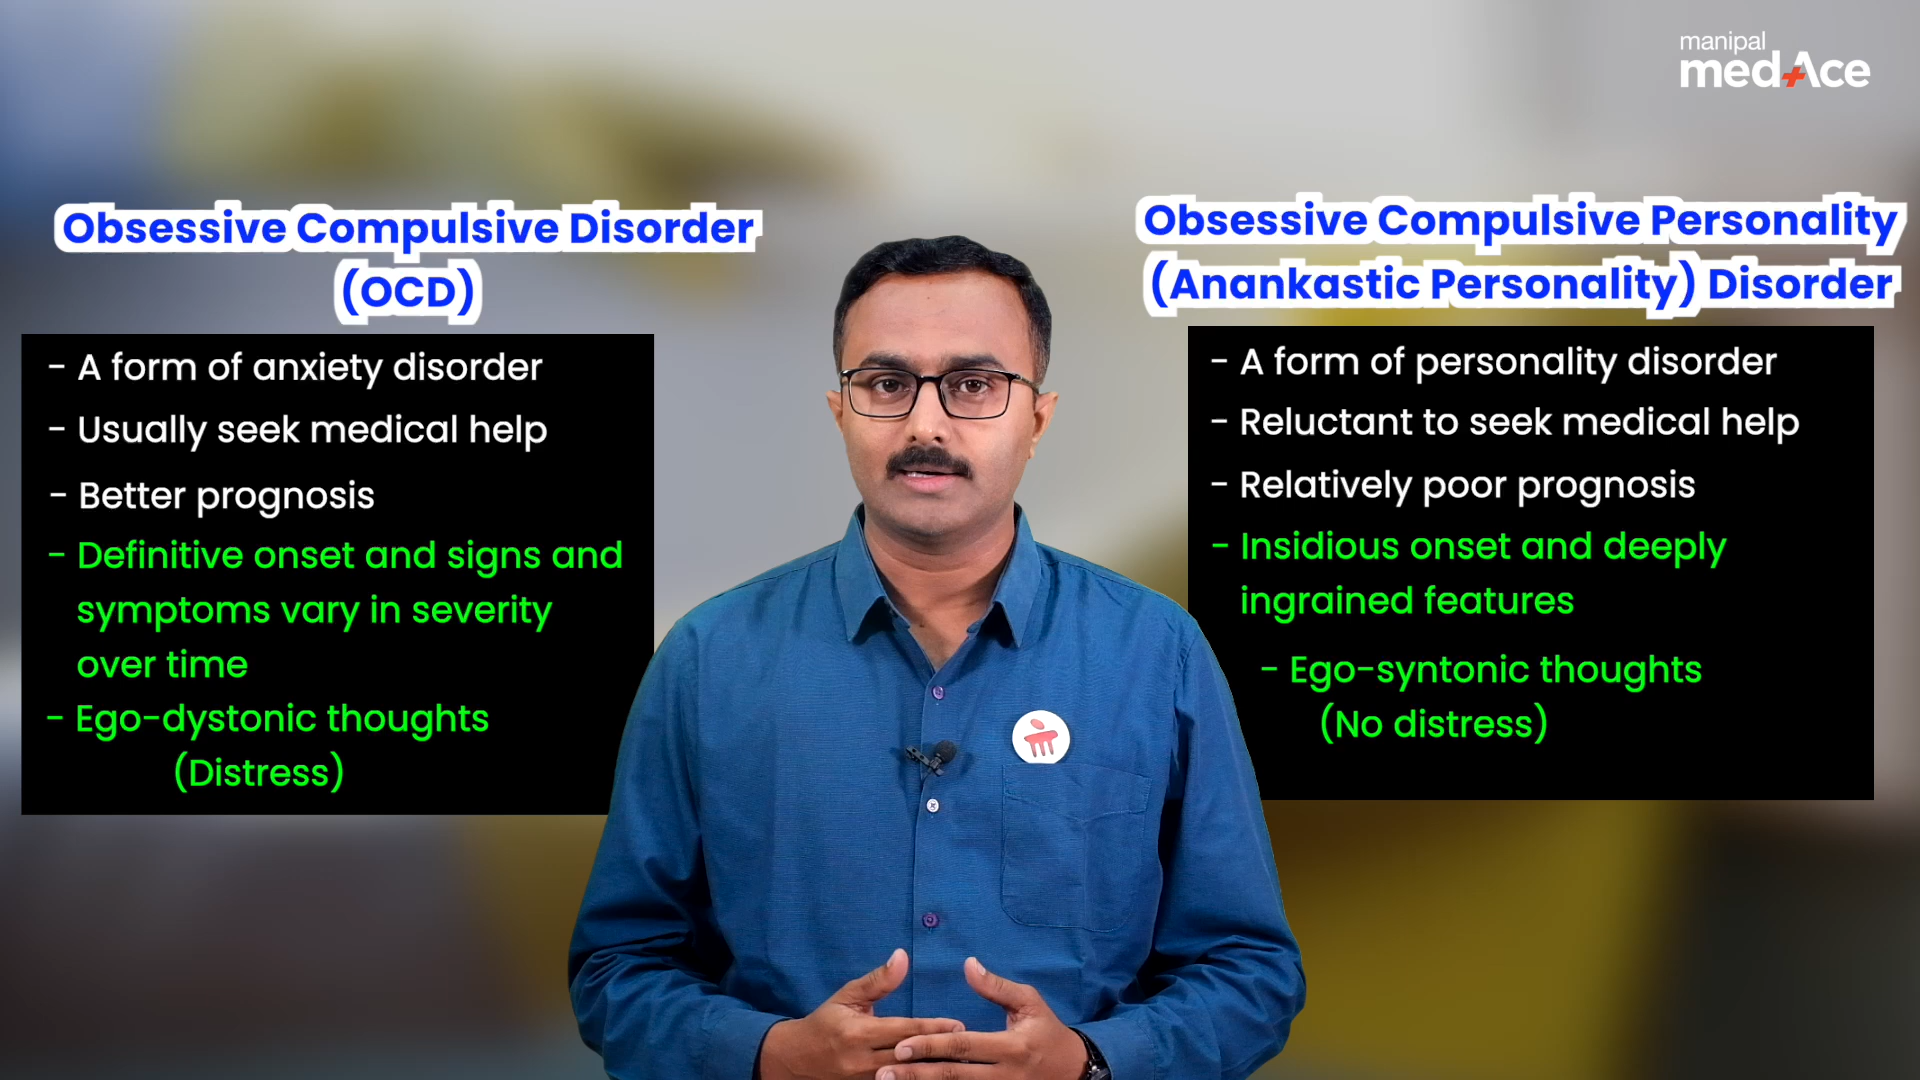 manipal
med+Ace
Obsessive Compulsive Disorder
(OCD)
- A form of anxiety disorder
- Usually seek medical help
- Better prognosis
- Definitive onset and signs and
symptoms vary in severity
over time
- Ego-dystonic thoughts
(Distress)
Obsessive Compulsive Personality
(Anankastic Personality) Disorder
- A form of personality disorder
- Reluctant to seek medical help
- Relatively poor prognosis
- Insidious onset and deeply
ingrained features
- Ego-syntonic thoughts
(No distress)